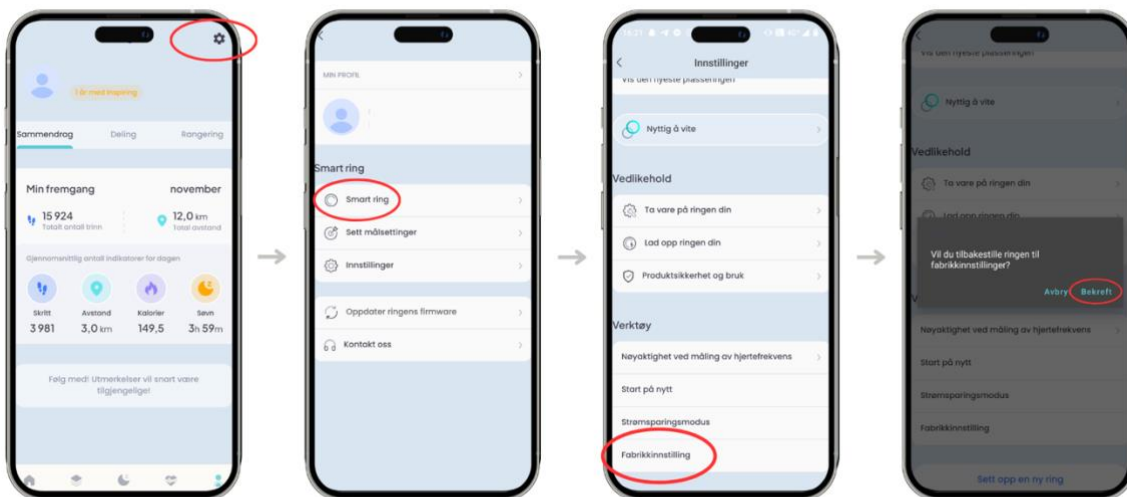 1 år med Inspiring
Sammendrag
Deling
Rangering
Min fremgang
november
15 924
Totalt antall trinn
12,0 km
Total avstand
Gjennomsnittlig antall indikatorer for dagen
Skritt
Avstand
Kalorier
Søvn
3 981
3,0 km
149,5
3h 59m
Følg med! Utmerkelser vil snart være
tilgjengelige!
MIN PROFIL
Smart ring
Smart ring
Sett målsettinger
Innstillinger
Oppdater ringens firmware
Kontakt oss
Innstillinger
Vis den nyeste plasseringen
Nyttig å vite
Vedlikehold
Ta vare på ringen din
Lad opp ringen din
Produktsikkerhet og bruk
Verktøy
Nøyaktighet ved måling av hjertefrekvens
Start på nytt
Strømsparingsmodus
Fabrikkinnstilling
Vis den nyeste plasseringen
Nyttig å vite
Vedlikehold
Ta vare på ringen din
Lad opp ringen din
Vil du tilbakestille ringen til
fabrikkinnstillinger?
Avbry
Bekreft
V
Nøyaktighet ved måling av hjertefrekvens
Start på nytt
Strømsparingsmodus
Fabrikkinnstilling
Sett opp en ny ring